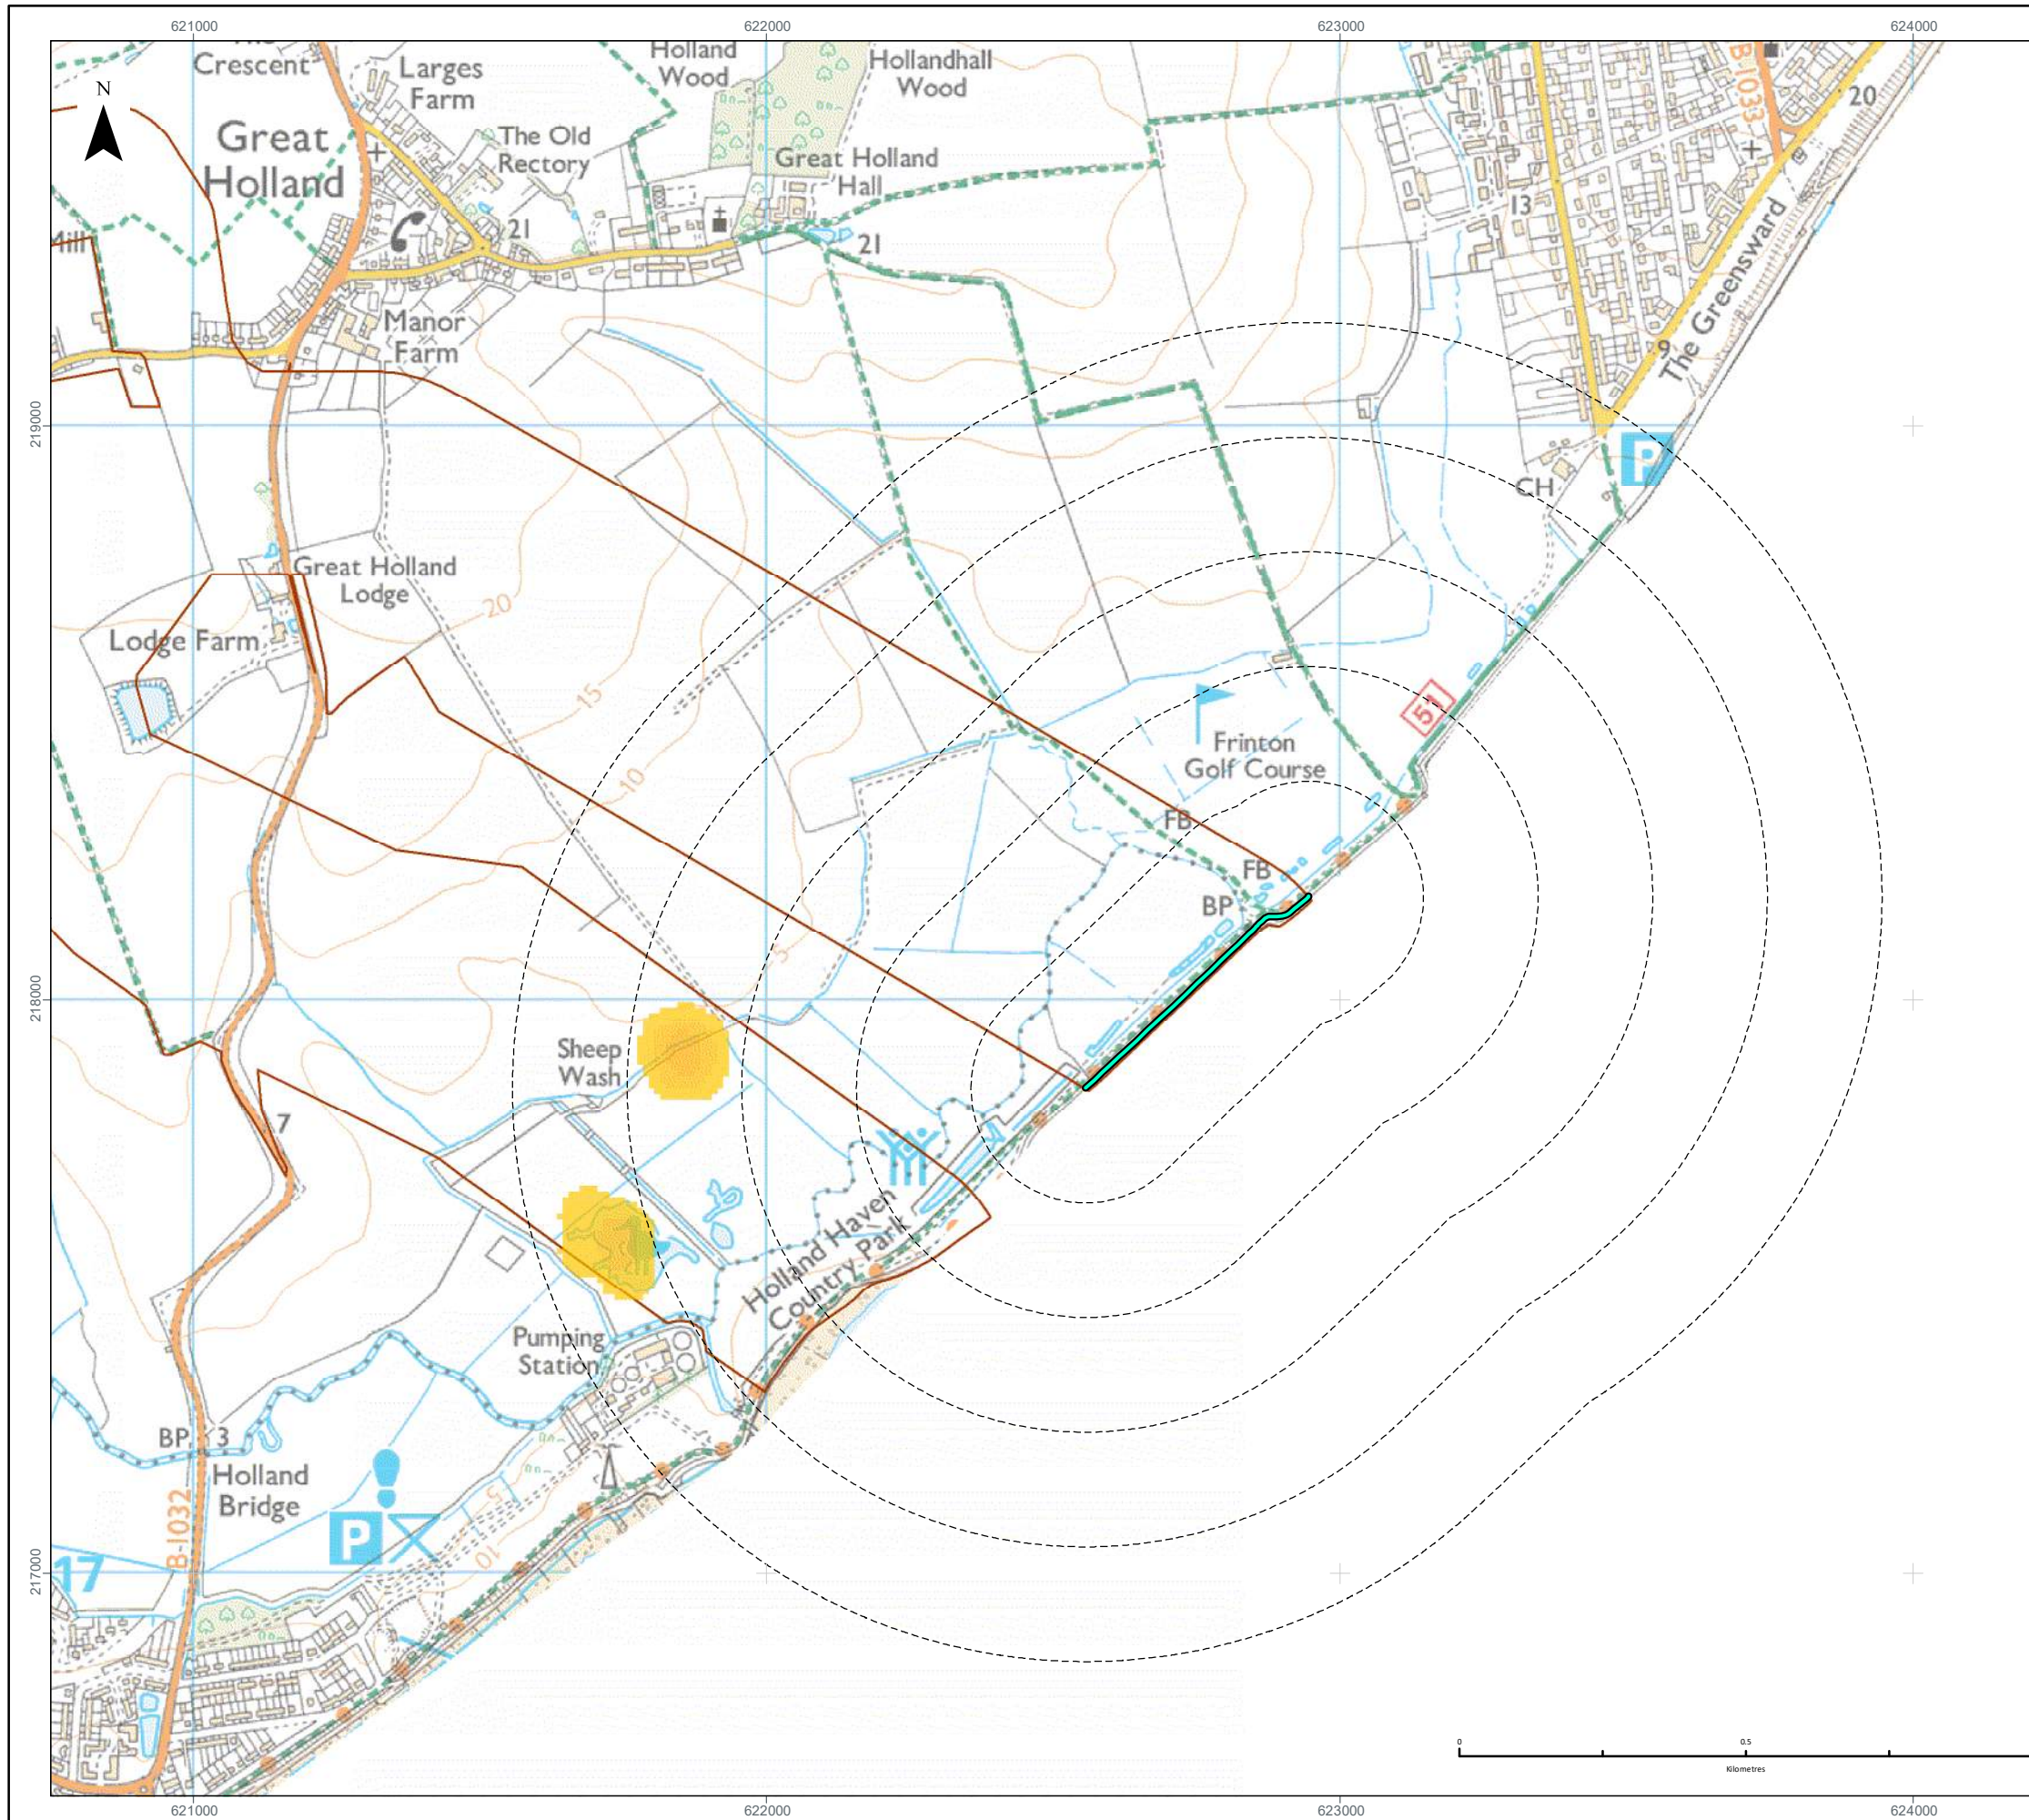 621000 622000 623000 624000
N
Crescent
Larges
Farm
Holland
Wood
Hollandhall
Wood
B-1033
20
Great
Holland
The Old
Rectory
Great Holland
Hall
13
Mill
21
21
The Greensward
Manor
Farm
9
219000
P
CH
Great Holland
Lodge
20
Lodge Farm
15
51
10
Frinton
Golf Course
FB
FB
BP
5
218000
Sheep
Wash
7
Holland Haven
Country Park
Pumping
Station
BP
3
Holland
Bridge
5
B-1032
P
10
217000
17
0
0.5
Kilometres
621000 622000 623000 624000